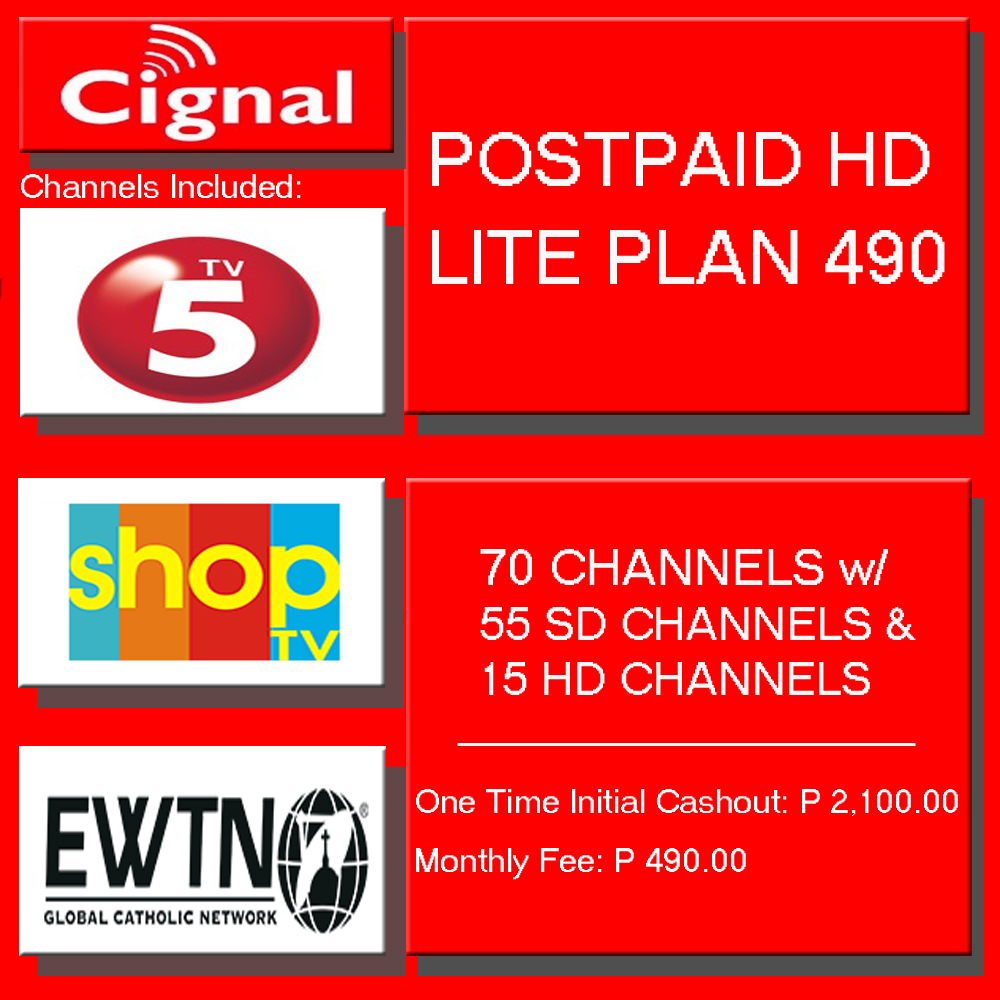 Cignal
Channels Included:
TV
5
shop
TV
EWTN®
GLOBAL CATHOLIC NETWORK
POSTPAID HD
LITE PLAN 490
70 CHANNELS w/
55 SD CHANNELS &
15 HD CHANNELS
One Time Initial Cashout: P 2,100.00
Monthly Fee: P 490.00